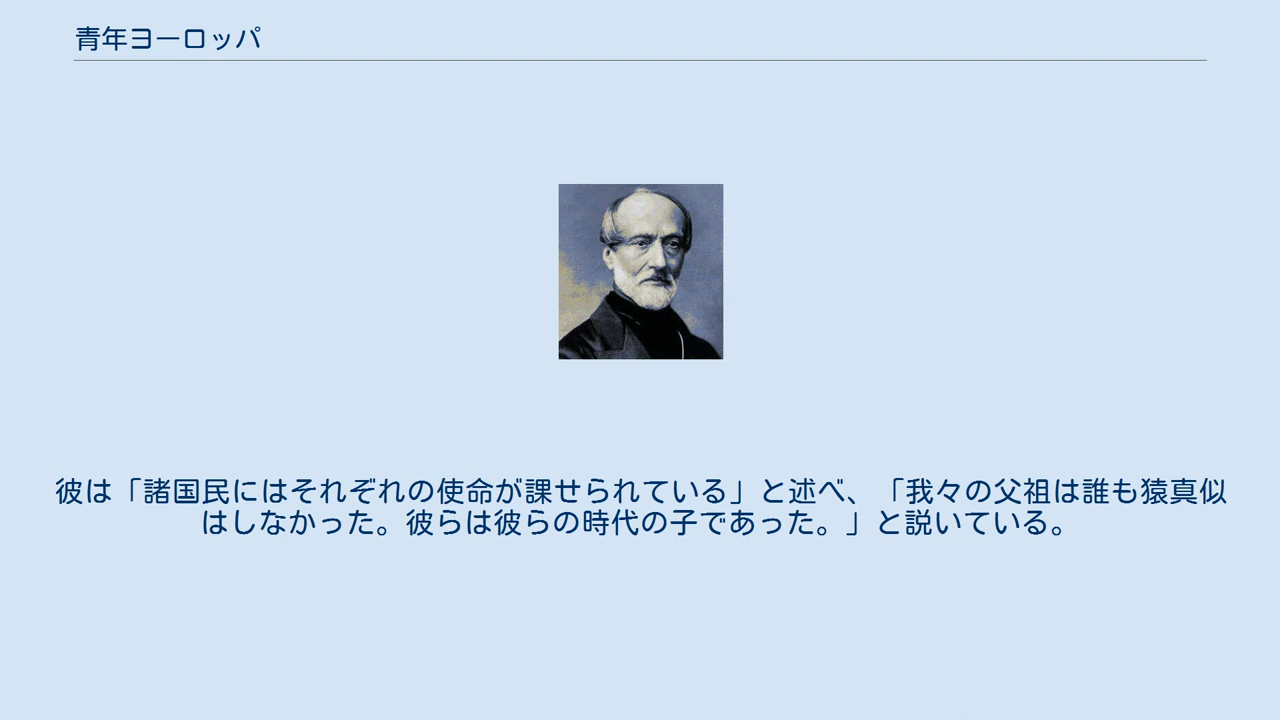 青年ヨーロッパ
彼は「諸国民にはそれぞれの使命が課せられている」と述べ、「我々の父祖は誰も猿真似
はしなかった。彼らは彼らの時代の子であった。」と説いている。